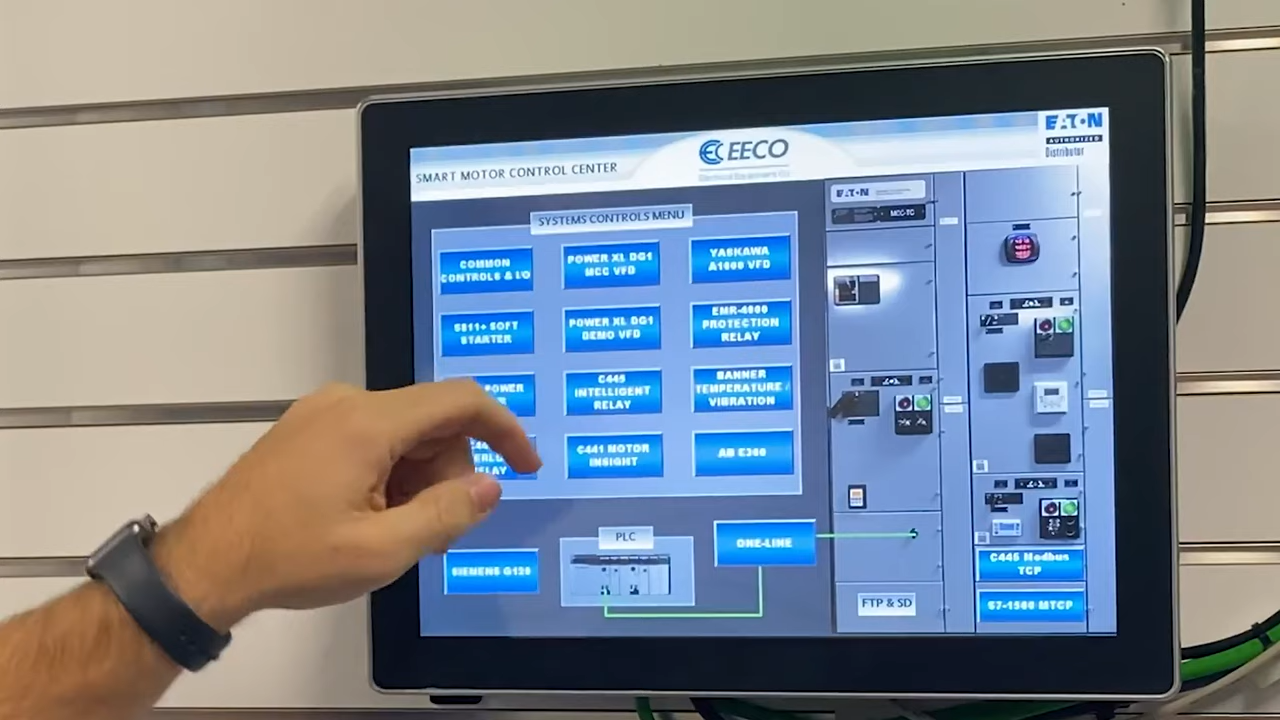 EATON
AUTHORIZED
Distributor
EECO
SMART MOTOR CONTROL CENTER
SYSTEMS CONTROLS MENU
COMMON
CONTROLS & I/O
POWER XL DG1
MCC VFD
YASKAWA
A1000 VFD
S811+ SOFT
STARTER
POWER XL DG1
DEMO VFD
EMR-4000
PROTECTION
RELAY
POWER
C445
INTELLIGENT
RELAY
BANNER
TEMPERATURE /
VIBRATION
C441 MOTOR
INSIGHT
AB E300
SIEMENS G120
PLC
ONE-LINE
EATON
MCC-TC
FTP & SD
C445 Modbus
TCP
S7-1500 MTCP